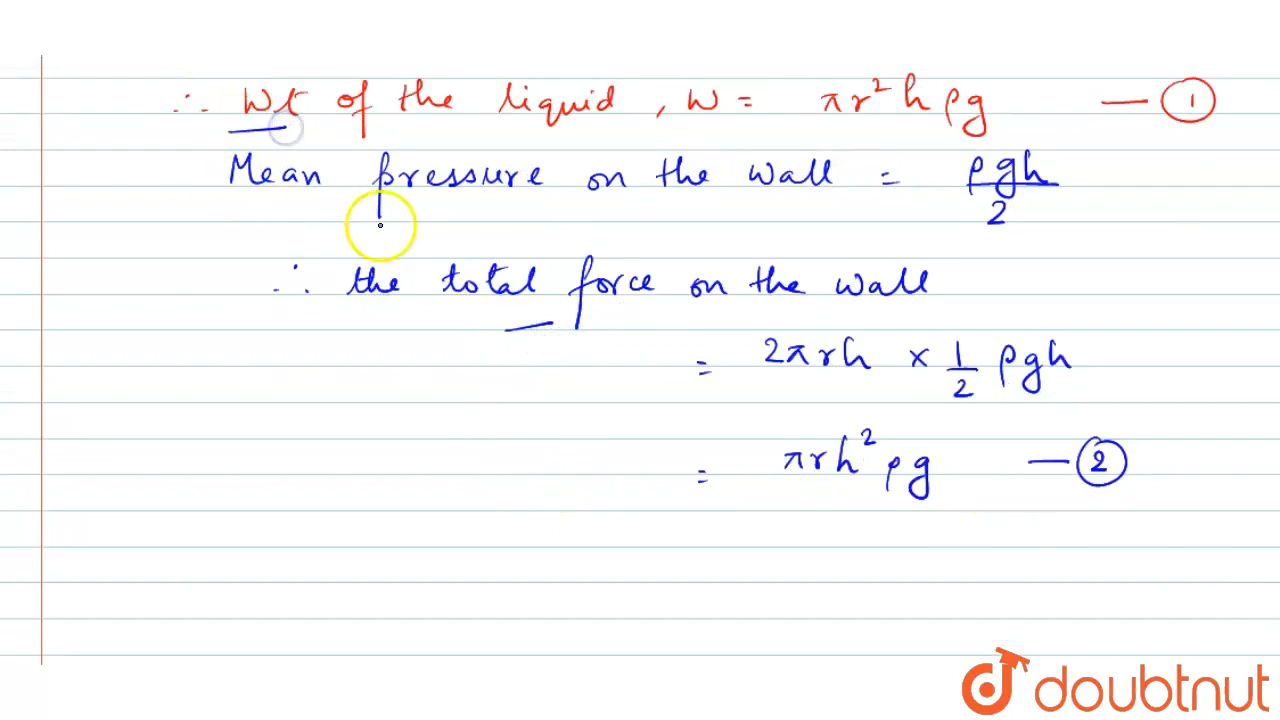 ∴ Wt of the liquid, W = πr²hρg — ①
Mean pressure on the wall = ρgh/2
∴ the total force on the wall
= 2πrh × 1/2 ρgh
= πrh²ρg — ②
doubtnut